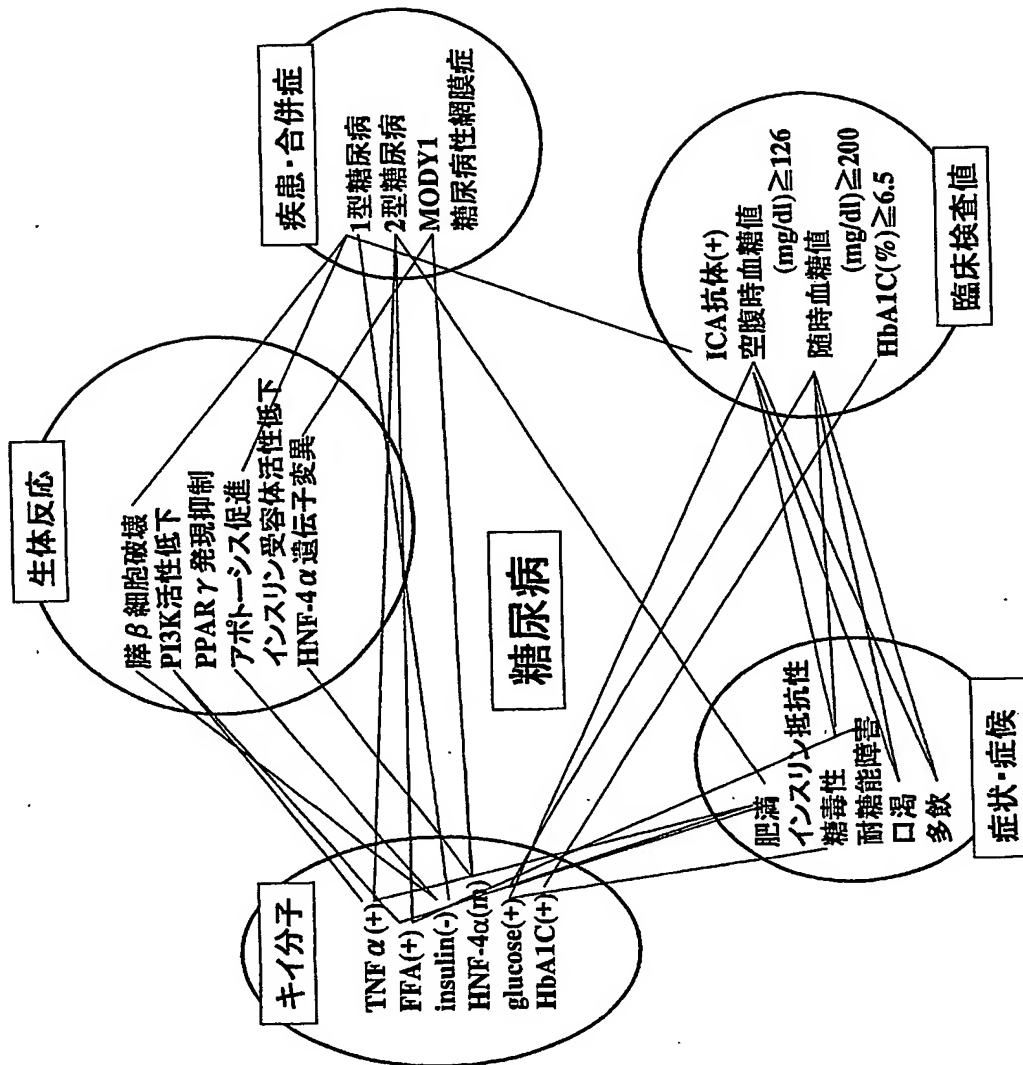 生体反応
膵β細胞破壊
PI3K活性低下
PPARγ発現抑制
アポトーシス促進
インスリン受容体活性低下
HNF-4α遺伝子変異
疾患・合併症
1型糖尿病
2型糖尿病
MODY1
糖尿病性網膜症
キイ分子
TNFα(+)
FFA(+)
insulin(-)
HNF-4α(m)
glucose(+)
HbA1C(+)
糖尿病
症状・症候
肥満
インスリン抵抗性
糖毒性
耐糖能障害
口渇
多飲
臨床検査値
ICA抗体(+)
空腹時血糖値
(mg/dl)≧126
随時血糖値
(mg/dl)≧200
HbA1C(%)≧6.5